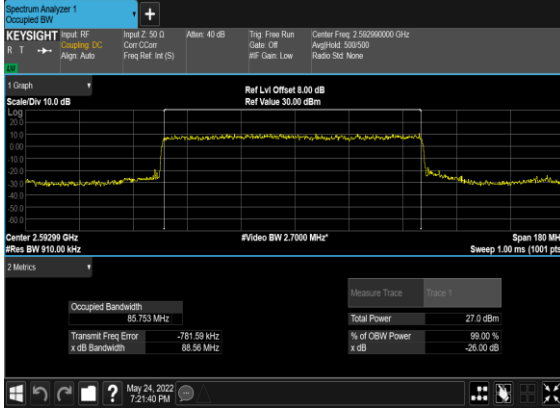 Spectrum Analyzer 1
Occupied BW
+
KEYSIGHT Input: RF Input Z: 50 Ω Atten: 40 dB Trig: Free Run Center Freq: 2.592990000 GHz
R T Coupling: DC Corr CCorr Gate: Off Avg|Hold: 500/500
Align: Auto Freq Ref: Int (S) #IF Gain: Low Radio Std: None
LXI
1 Graph
Ref Lvl Offset 8.00 dB
Scale/Div 10.0 dB Ref Value 30.00 dBm
Log
20.0
10.0
0.00
-10.0
-20.0
-30.0
-40.0
-50.0
-60.0
Center 2.59299 GHz #Video BW 2.7000 MHz* Span 180 MH
#Res BW 910.00 kHz Sweep 1.00 ms (1001 pts
2 Metrics
Measure Trace Trace 1
Occupied Bandwidth
85.753 MHz Total Power 27.0 dBm
Transmit Freq Error -781.59 kHz % of OBW Power 99.00 %
x dB Bandwidth 88.56 MHz x dB -26.00 dB
? May 24, 2022
7:21:40 PM